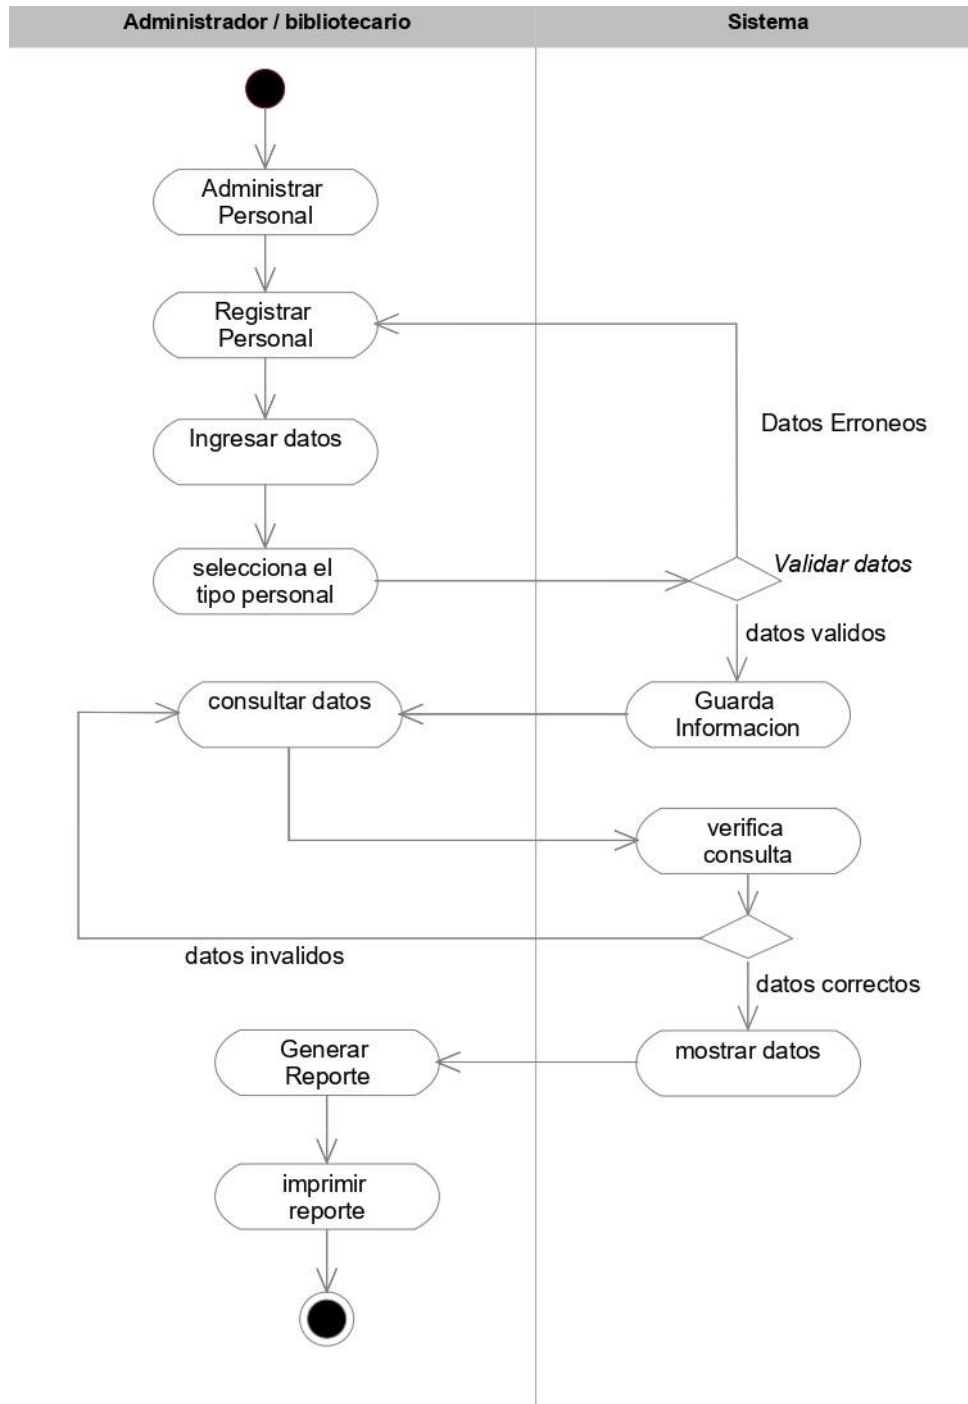 Administrador / bibliotecario
Sistema
Administrar
Personal
Registrar
Personal
Datos Erroneos
Ingresar datos
selecciona el
tipo personal
Validar datos
datos validos
consultar datos
Guarda
Informacion
verifica
consulta
datos invalidos
datos correctos
Generar
Reporte
mostrar datos
imprimir
reporte